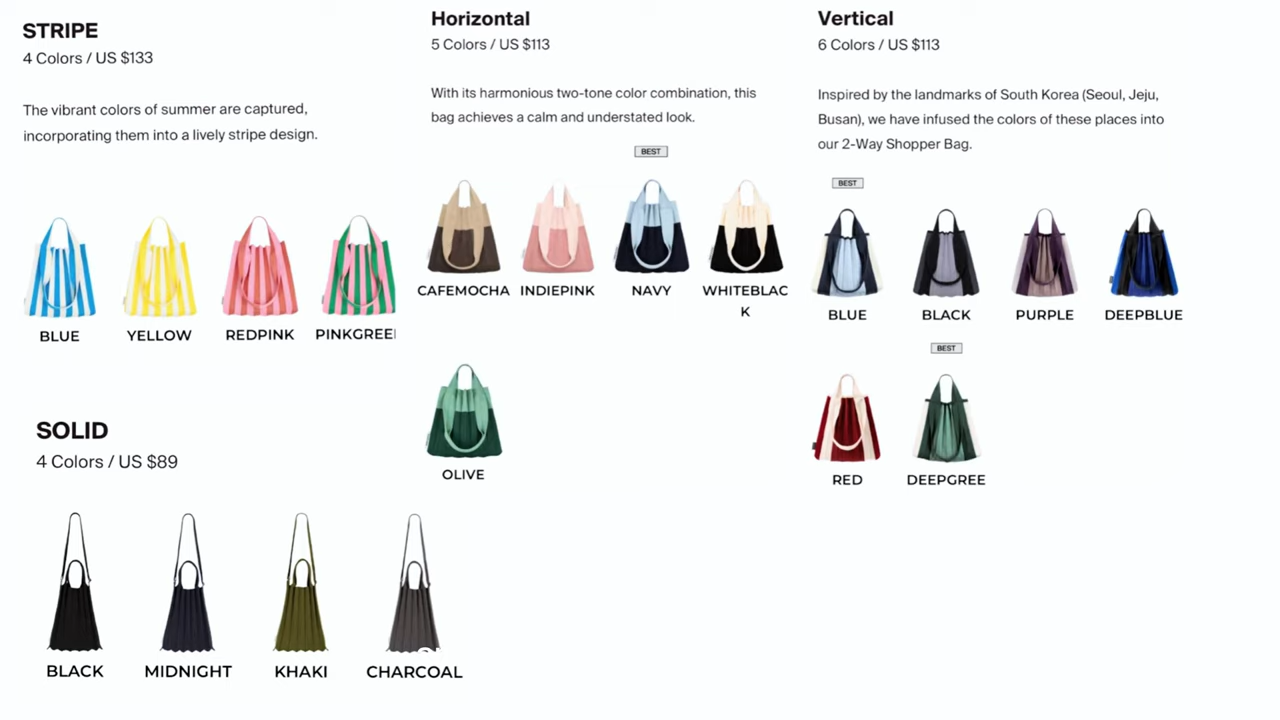 STRIPE
4 Colors / US $133
The vibrant colors of summer are captured,
incorporating them into a lively stripe design.
BLUE
YELLOW
REDPINK
PINKGREE
Horizontal
5 Colors / US $113
With its harmonious two-tone color combination, this
bag achieves a calm and understated look.
BEST
CAFEMOCHA
INDIEPINK
NAVY
WHITEBLAC
K
OLIVE
Vertical
6 Colors / US $113
Inspired by the landmarks of South Korea (Seoul, Jeju,
Busan), we have infused the colors of these places into
our 2-Way Shopper Bag.
BEST
BLUE
BLACK
PURPLE
DEEPBLUE
BEST
RED
DEEPGREE
SOLID
4 Colors / US $89
BLACK
MIDNIGHT
KHAKI
CHARCOAL